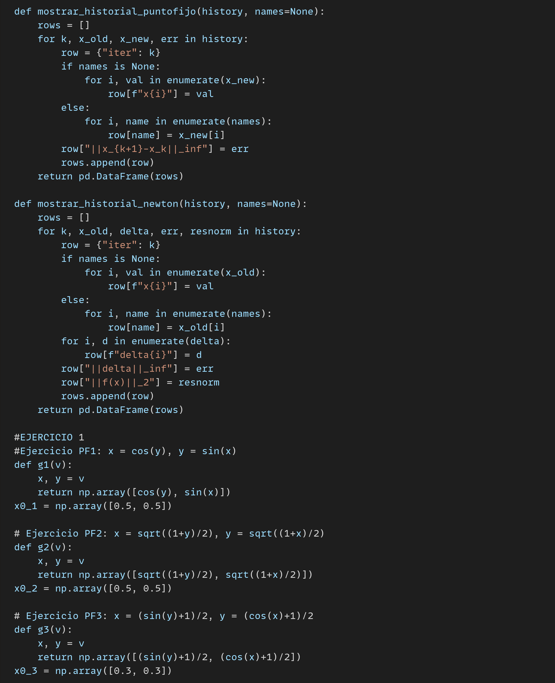 def mostrar_historial_puntofijo(history, names=None):
    rows = []
    for k, x_old, x_new, err in history:
        row = {"iter": k}
        if names is None:
            for i, val in enumerate(x_new):
                row[f"x{i}"] = val
        else:
            for i, name in enumerate(names):
                row[name] = x_new[i]
        row["||x_{k+1}-x_k||_inf"] = err
        rows.append(row)
    return pd.DataFrame(rows)

def mostrar_historial_newton(history, names=None):
    rows = []
    for k, x_old, delta, err, resnorm in history:
        row = {"iter": k}
        if names is None:
            for i, val in enumerate(x_old):
                row[f"x{i}"] = val
        else:
            for i, name in enumerate(names):
                row[name] = x_old[i]
        for i, d in enumerate(delta):
            row[f"delta{i}"] = d
        row["||delta||_inf"] = err
        row["||f(x)||_2"] = resnorm
        rows.append(row)
    return pd.DataFrame(rows)

#EJERCICIO 1
#Ejercicio PF1: x = cos(y), y = sin(x)
def g1(v):
    x, y = v
    return np.array([cos(y), sin(x)])
x0_1 = np.array([0.5, 0.5])

# Ejercicio PF2: x = sqrt((1+y)/2), y = sqrt((1+x)/2)
def g2(v):
    x, y = v
    return np.array([sqrt((1+y)/2), sqrt((1+x)/2)])
x0_2 = np.array([0.5, 0.5])

# Ejercicio PF3: x = (sin(y)+1)/2, y = (cos(x)+1)/2
def g3(v):
    x, y = v
    return np.array([(sin(y)+1)/2, (cos(x)+1)/2])
x0_3 = np.array([0.3, 0.3])